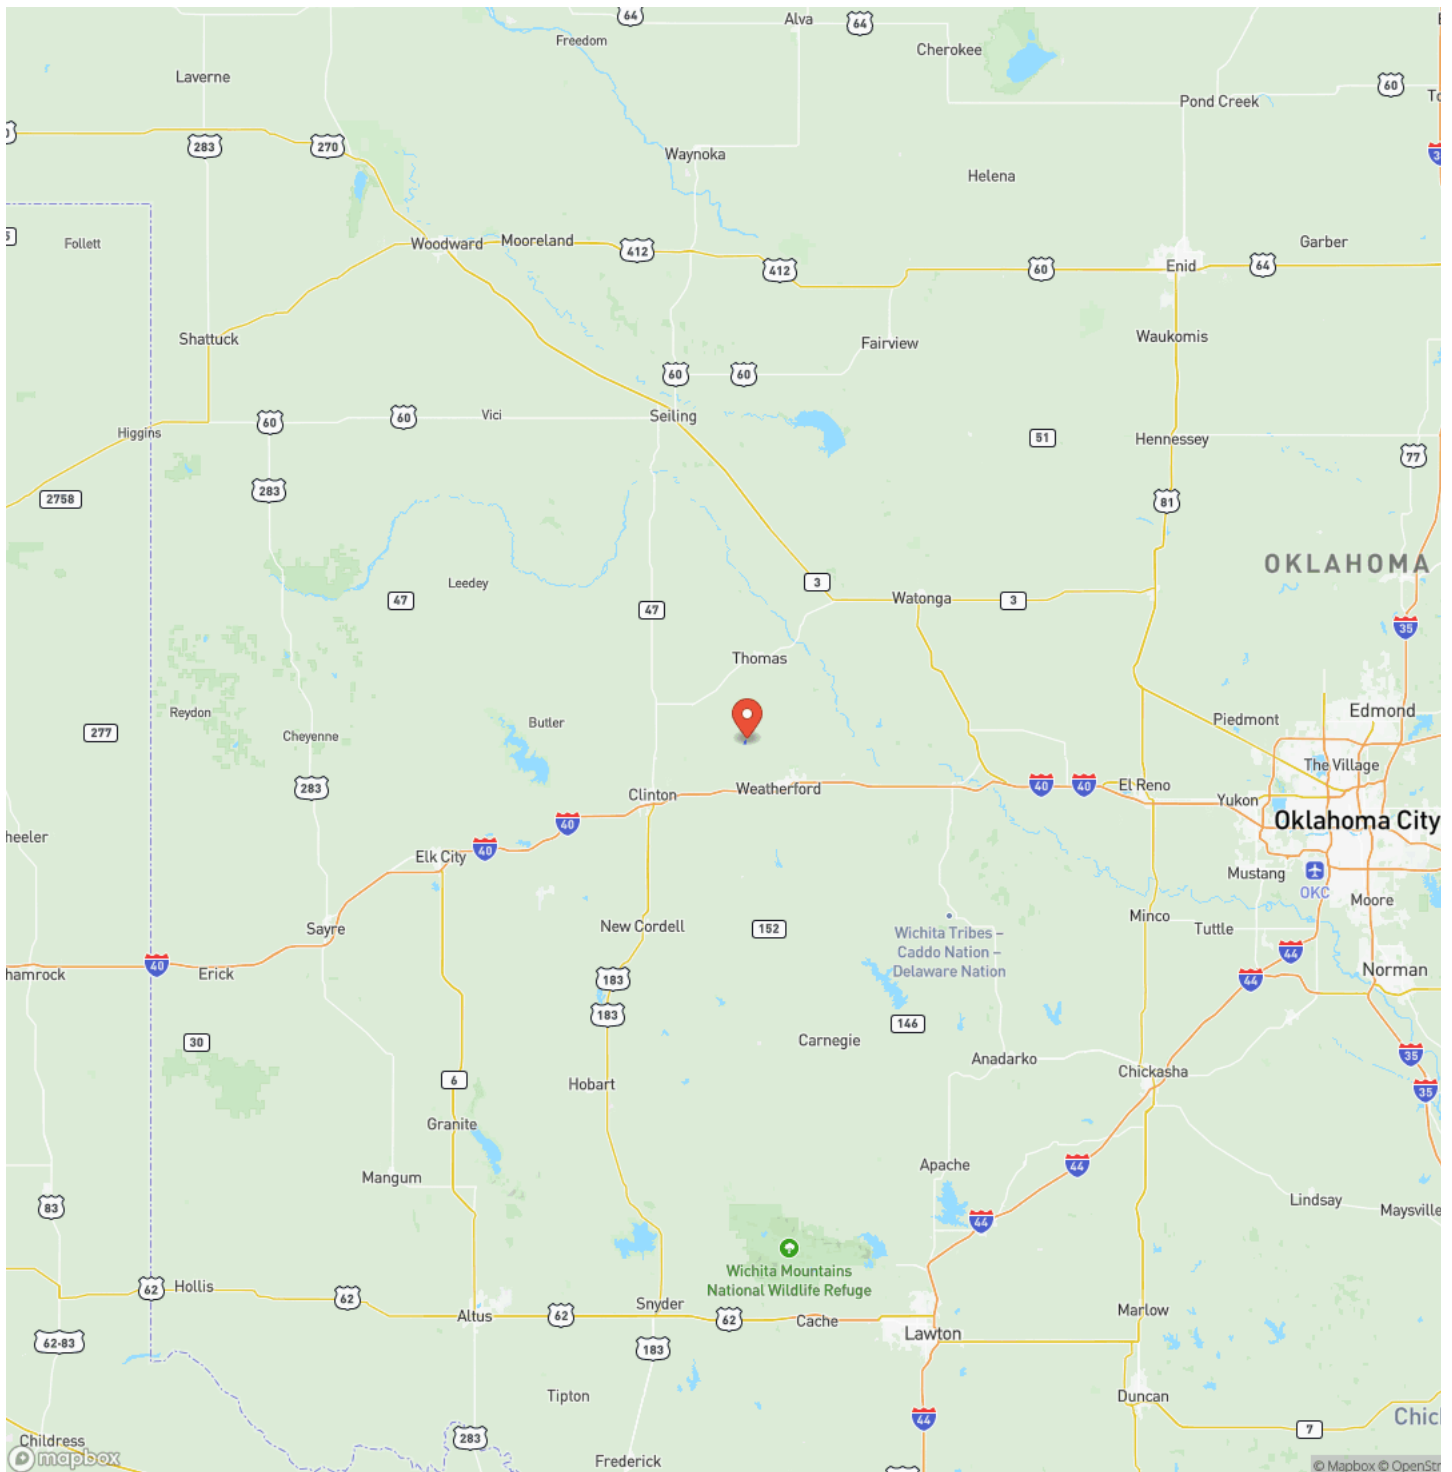 64
Alva
64
Freedom
Cherokee
Laverne
60
Pond Creek
283
270
Waynoka
Helena
Follett
Woodward
Mooreland
412
412
60
Enid
64
Garber
Shattuck
Waukomis
Fairview
60
60
Higgins
60
60
Vici
Seiling
51
Hennessey
77
2758
283
81
OKLAHOMA
Leedey
47
47
3
Watonga
3
35
Thomas
Reydon
277
Cheyenne
Butler
Piedmont
Edmond
The Village
283
Clinton
Weatherford
40
40
El Reno
Yukon
Oklahoma City
40
40
Elk City
heeler
Mustang
OKC
Moore
Sayre
New Cordell
152
Wichita Tribes –
Caddo Nation –
Delaware Nation
Minco
Tuttle
44
44
Norman
hamrock
40
Erick
183
183
146
30
Carnegie
Anadarko
35
Chickasha
35
6
Hobart
Granite
Mangum
Apache
44
83
44
Lindsay
Maysville
Wichita Mountains
National Wildlife Refuge
62
Hollis
62
Altus
62
Snyder
62
Cache
Lawton
Marlow
62-83
183
Tipton
Duncan
44
7
Chic
Childress
283
Frederick
mapbox
© Mapbox © OpenStr